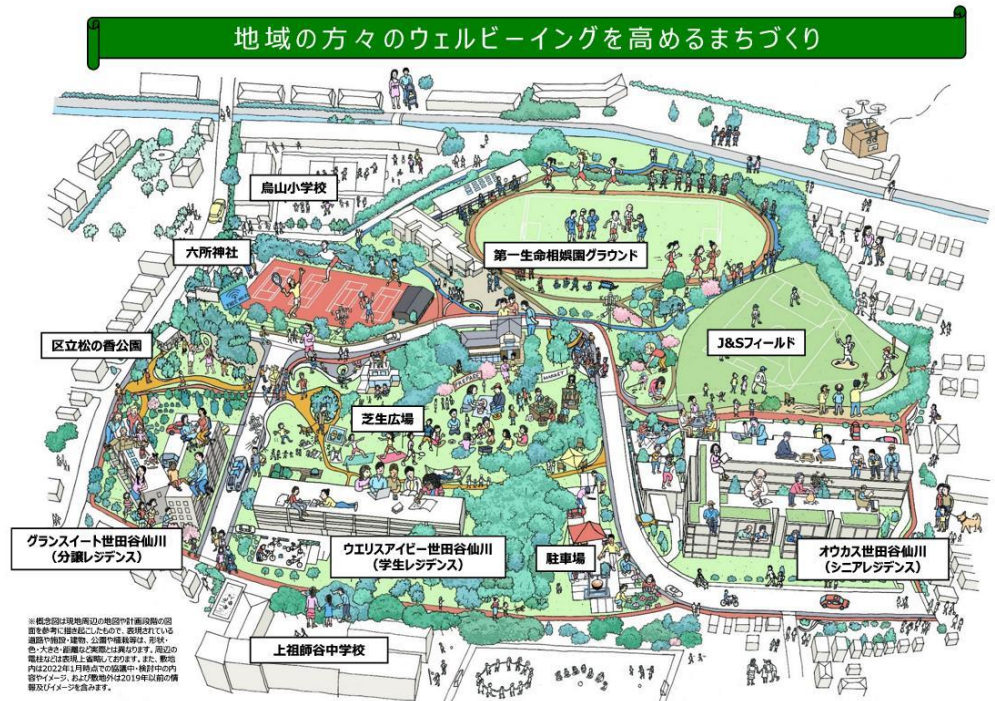 地域の方々のウェルビーイングを高めるまちづくり
烏山小学校
六所神社
第一生命相娯園グラウンド
区立松の香公園
J&Sフィールド
PREPARK
MARKET
芝生広場
グランスイート世田谷仙川
(分譲レジデンス)
ウエリスアイビー世田谷仙川
(学生レジデンス)
駐車場
オウカス世田谷仙川
(シニアレジデンス)
上祖師谷中学校
※概念図は現地周辺の地図や計画段階の図
面を参考に描き起こしたもので、表現されている
道路や施設・建物、公園や植栽等は、形状・
色・大きさ・距離など実際とは異なります。周辺の
電柱などは表現上省略しております。また、敷地
内は2022年1月時点での協議中・検討中の内
容やイメージ、および敷地外は2019年以前の情
報及びイメージを含みます。